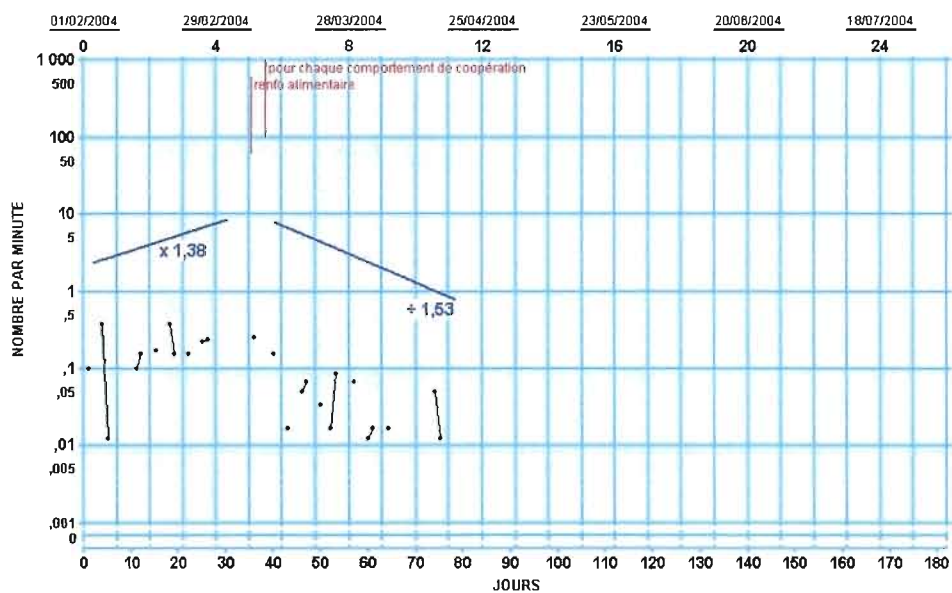 01/02/2004 29/02/2004 28/03/2004 25/04/2004 23/05/2004 20/06/2004 18/07/2004
0 4 8 12 16 20 24
1 000
pour chaque comportement de coopération
500
renfo alimentaire
100
50
10
5
x 1,38
1
÷ 1,53
,5
,1
,05
,01
,005
,001
0
NOMBRE PAR MINUTE
0 10 20 30 40 50 60 70 80 90 100 110 120 130 140 150 160 170 180
JOURS